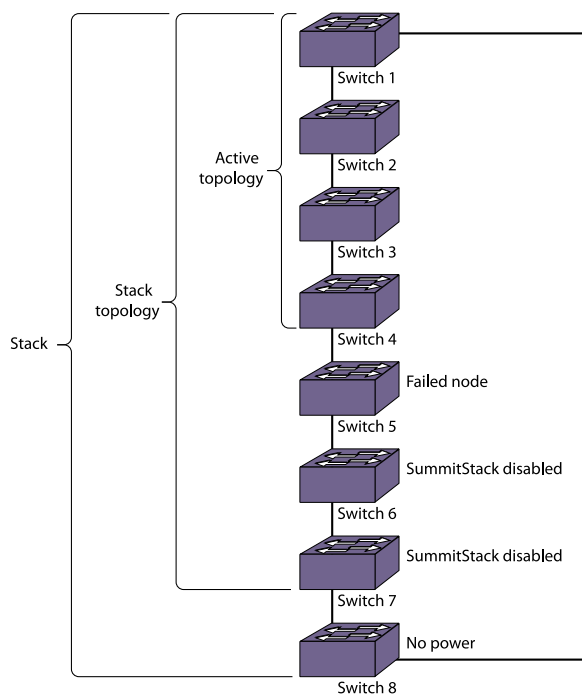 Switch 1
Switch 2
Active
topology
Switch 3
Stack
topology
Switch 4
Stack
Failed node
Switch 5
SummitStack disabled
Switch 6
SummitStack disabled
Switch 7
No power
Switch 8